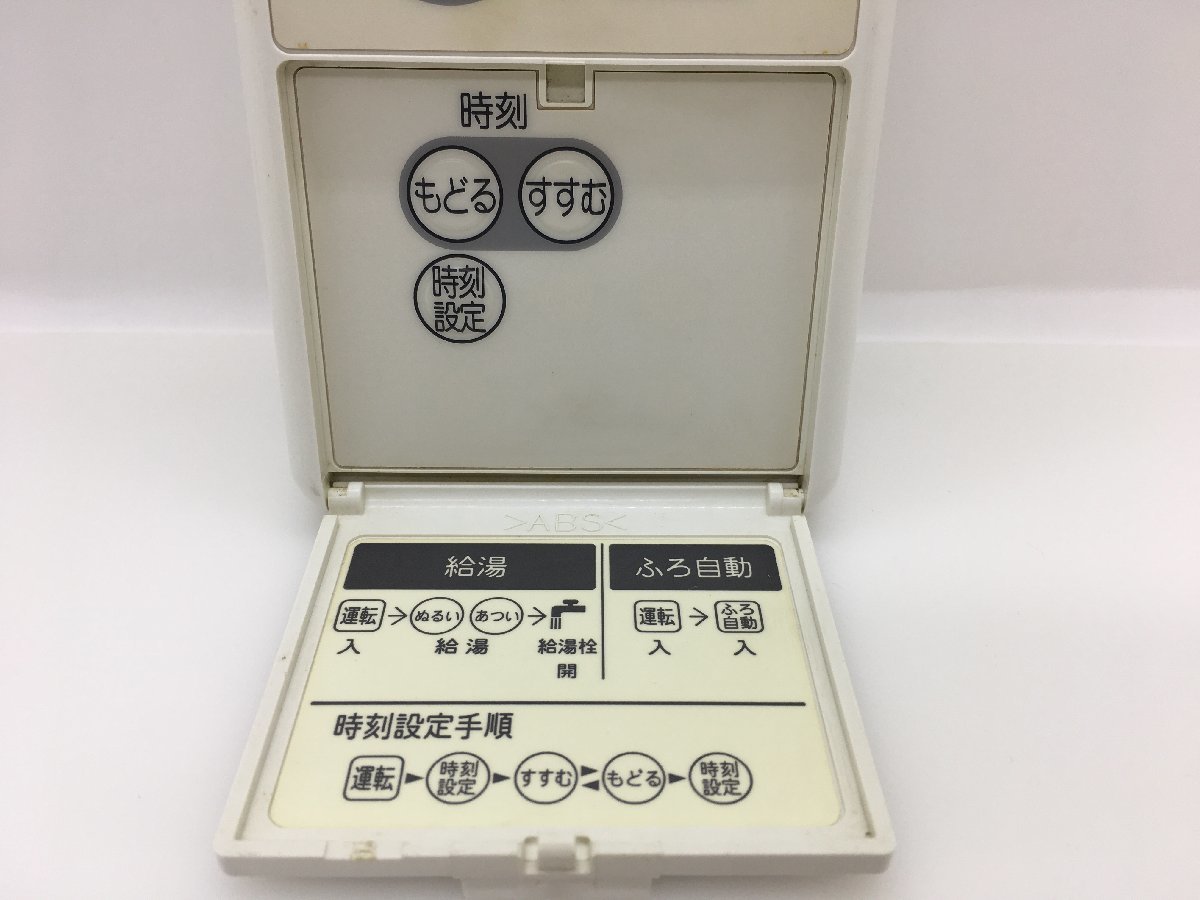 時刻
もどる すすむ
時刻
設定
>ABS<
給湯 ふろ自動
運転→ぬるい あつい→ 運転→ふろ自動
入 給湯 給湯栓 入 入
開
時刻設定手順
運転►時刻設定►すすむ►◄もどる►時刻設定